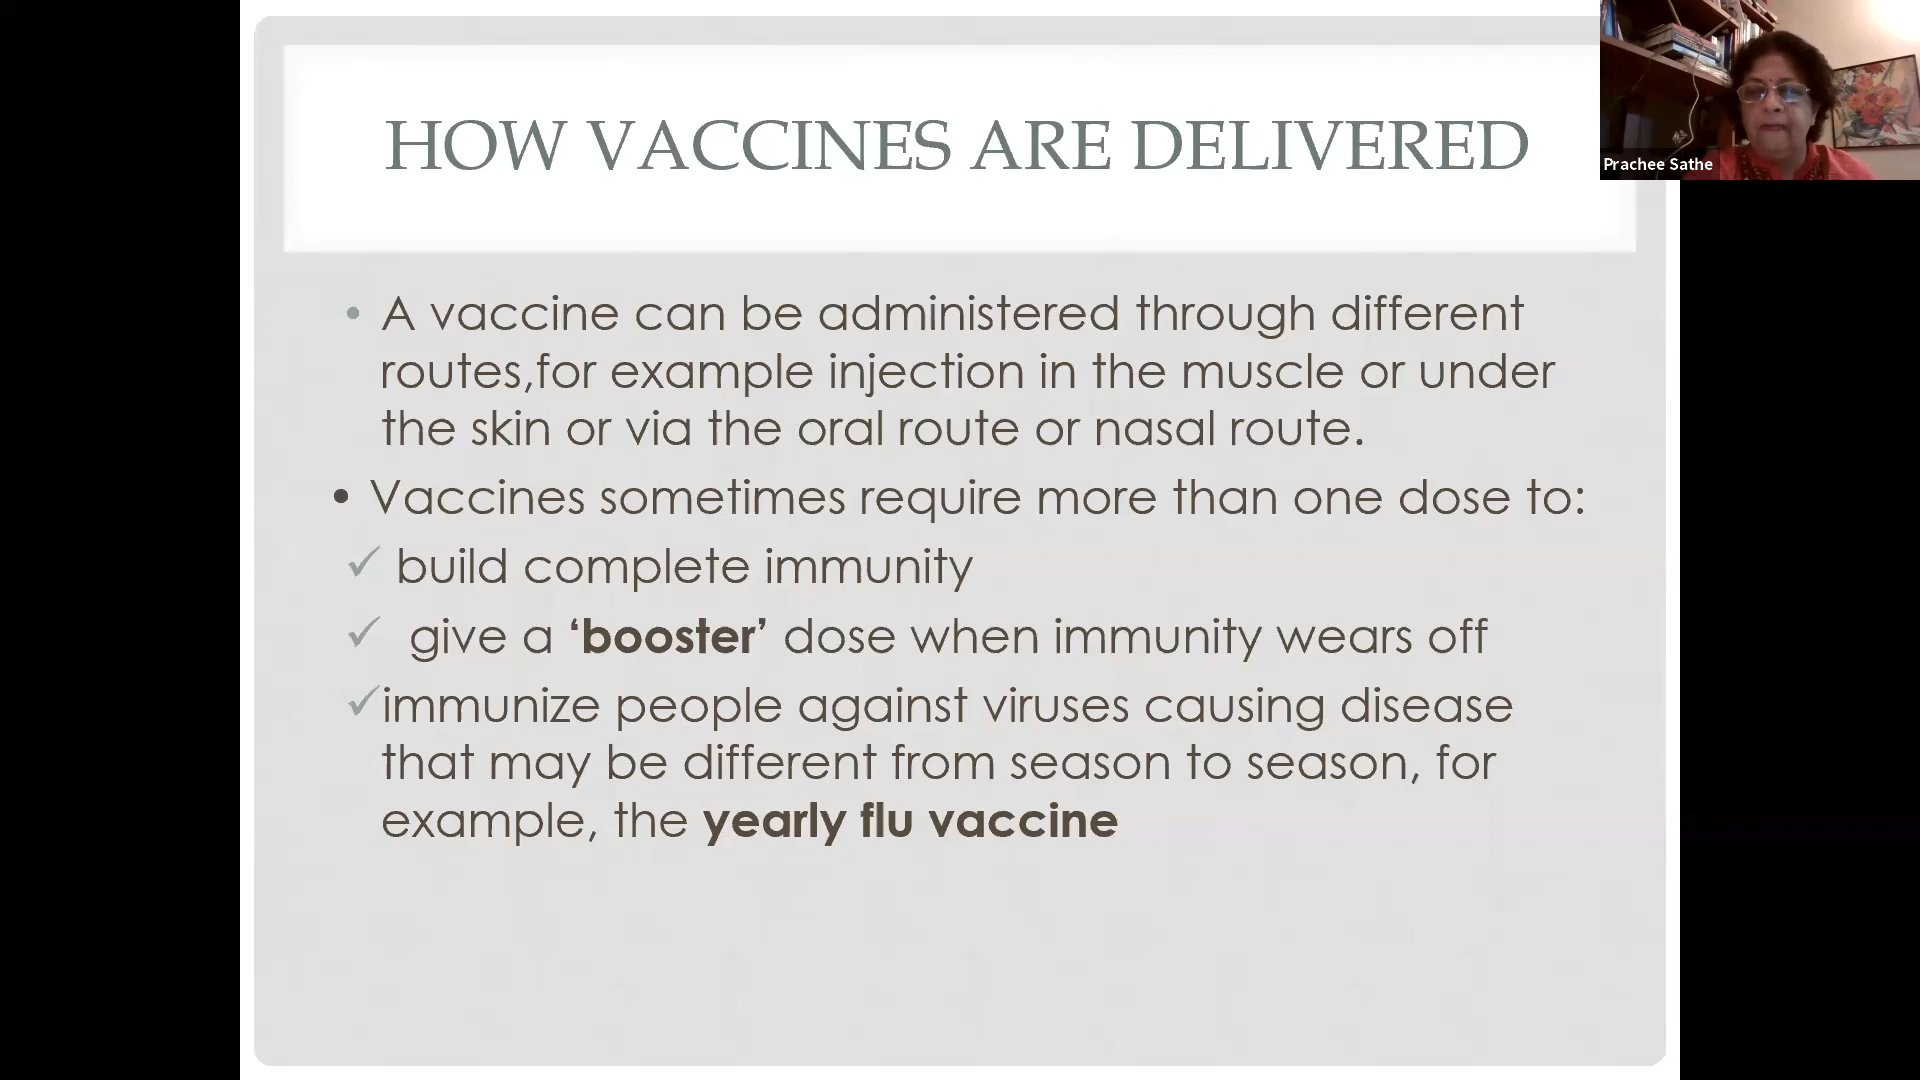 HOW VACCINES ARE DELIVERED
Prachee Sathe
• A vaccine can be administered through different
routes,for example injection in the muscle or under
the skin or via the oral route or nasal route.
• Vaccines sometimes require more than one dose to:
✓ build complete immunity
✓ give a ‘booster’ dose when immunity wears off
✓immunize people against viruses causing disease
that may be different from season to season, for
example, the yearly flu vaccine